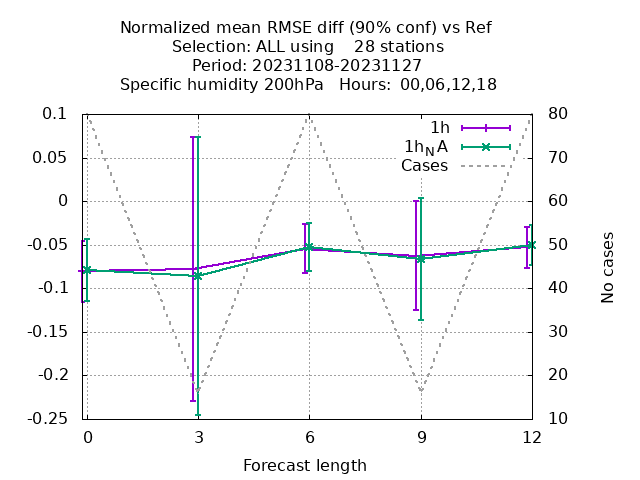 Normalized mean RMSE diff (90% conf) vs Ref
Selection: ALL using    28 stations
Period: 20231108-20231127
Specific humidity 200hPa   Hours: 00,06,12,18
0.1
0.05
0
-0.05
-0.1
-0.15
-0.2
-0.25
80
70
60
50
40
30
20
10
1h
1h_NA
Cases
No cases
0 3 6 9 12
Forecast length